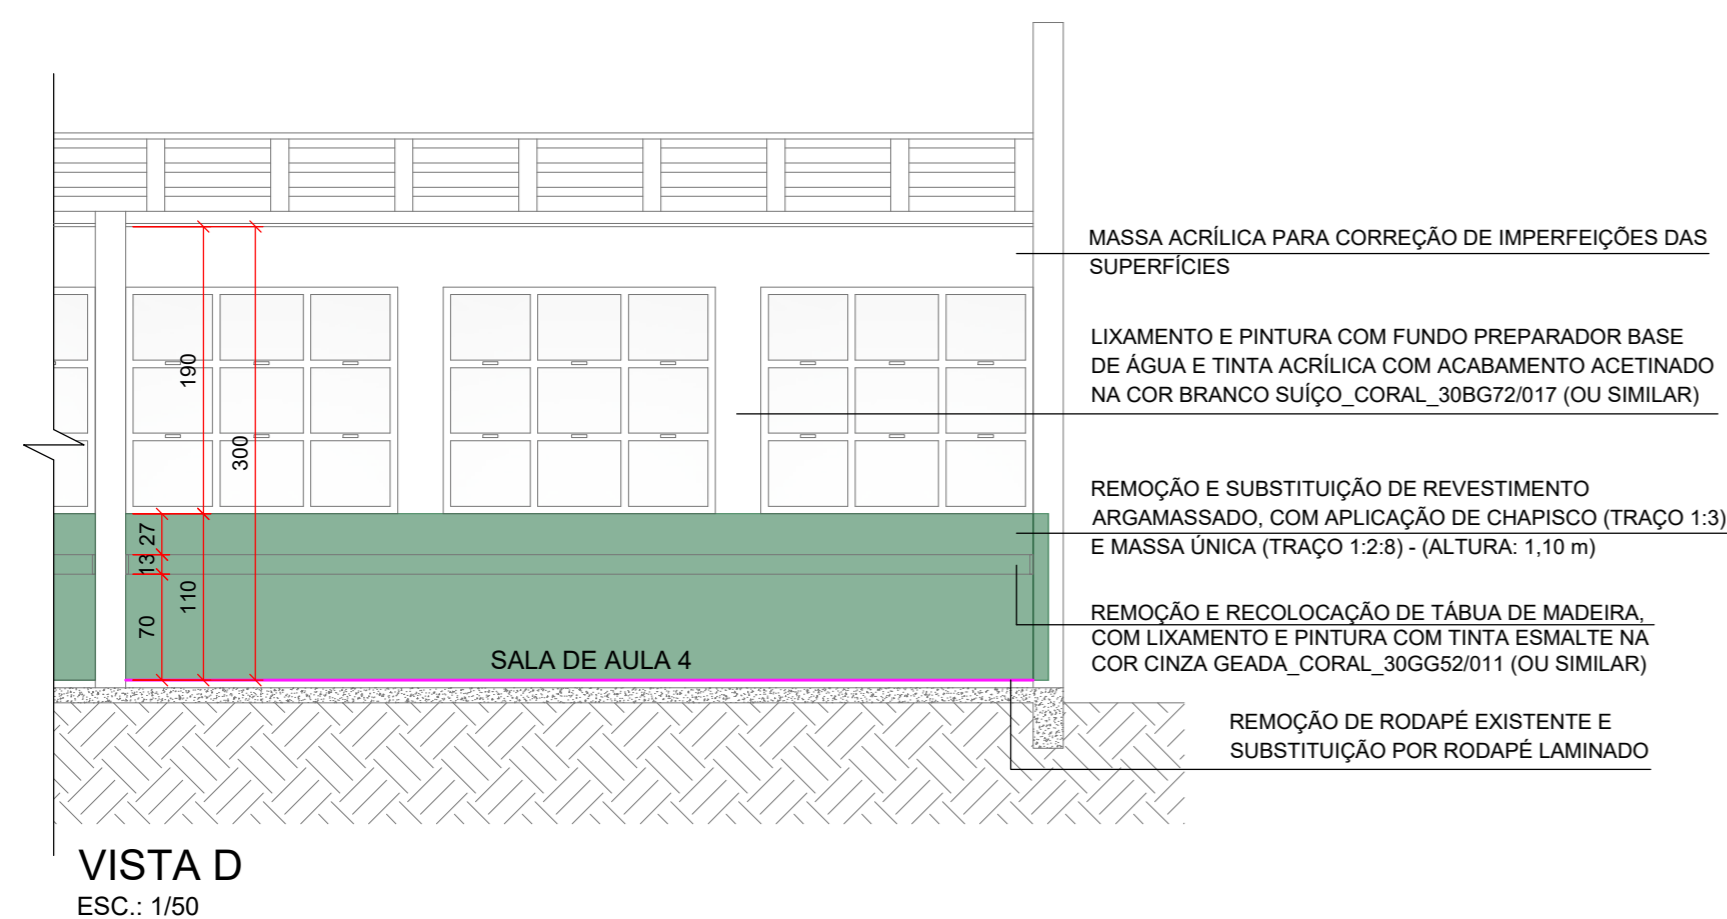 MASSA ACRÍLICA PARA CORREÇÃO DE IMPERFEIÇÕES DAS
SUPERFÍCIES
LIXAMENTO E PINTURA COM FUNDO PREPARADOR BASE
DE ÁGUA E TINTA ACRÍLICA COM ACABAMENTO ACETINADO
NA COR BRANCO SUÍÇO_CORAL_30BG72/017 (OU SIMILAR)
190
300
REMOÇÃO E SUBSTITUIÇÃO DE REVESTIMENTO
ARGAMASSADO, COM APLICAÇÃO DE CHAPISCO (TRAÇO 1:3)
E MASSA ÚNICA (TRAÇO 1:2:8) - (ALTURA: 1,10 m)
27
13
110
70
REMOÇÃO E RECOLOCAÇÃO DE TÁBUA DE MADEIRA,
COM LIXAMENTO E PINTURA COM TINTA ESMALTE NA
COR CINZA GEADA_CORAL_30GG52/011 (OU SIMILAR)
SALA DE AULA 4
REMOÇÃO DE RODAPÉ EXISTENTE E
SUBSTITUIÇÃO POR RODAPÉ LAMINADO
VISTA D
ESC.: 1/50